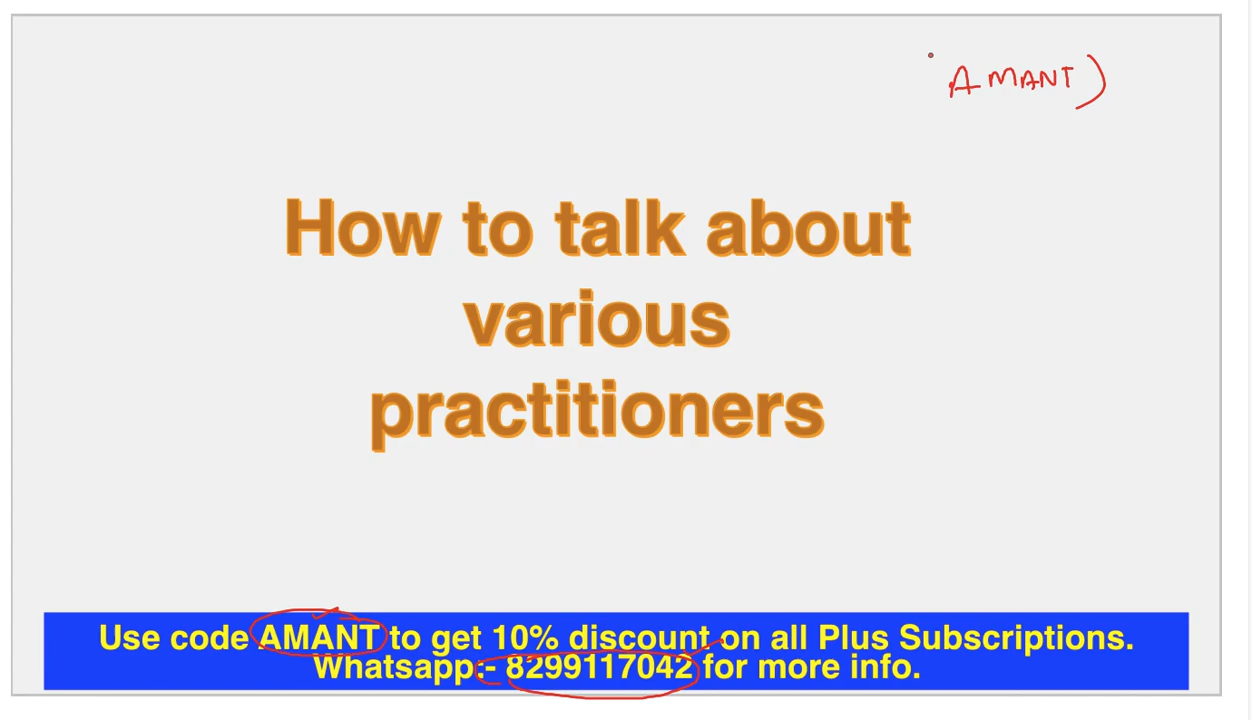 AMANT)
How to talk about
various
practitioners
Use code AMANT to get 10% discount on all Plus Subscriptions.
Whatsapp:- 8299117042 for more info.